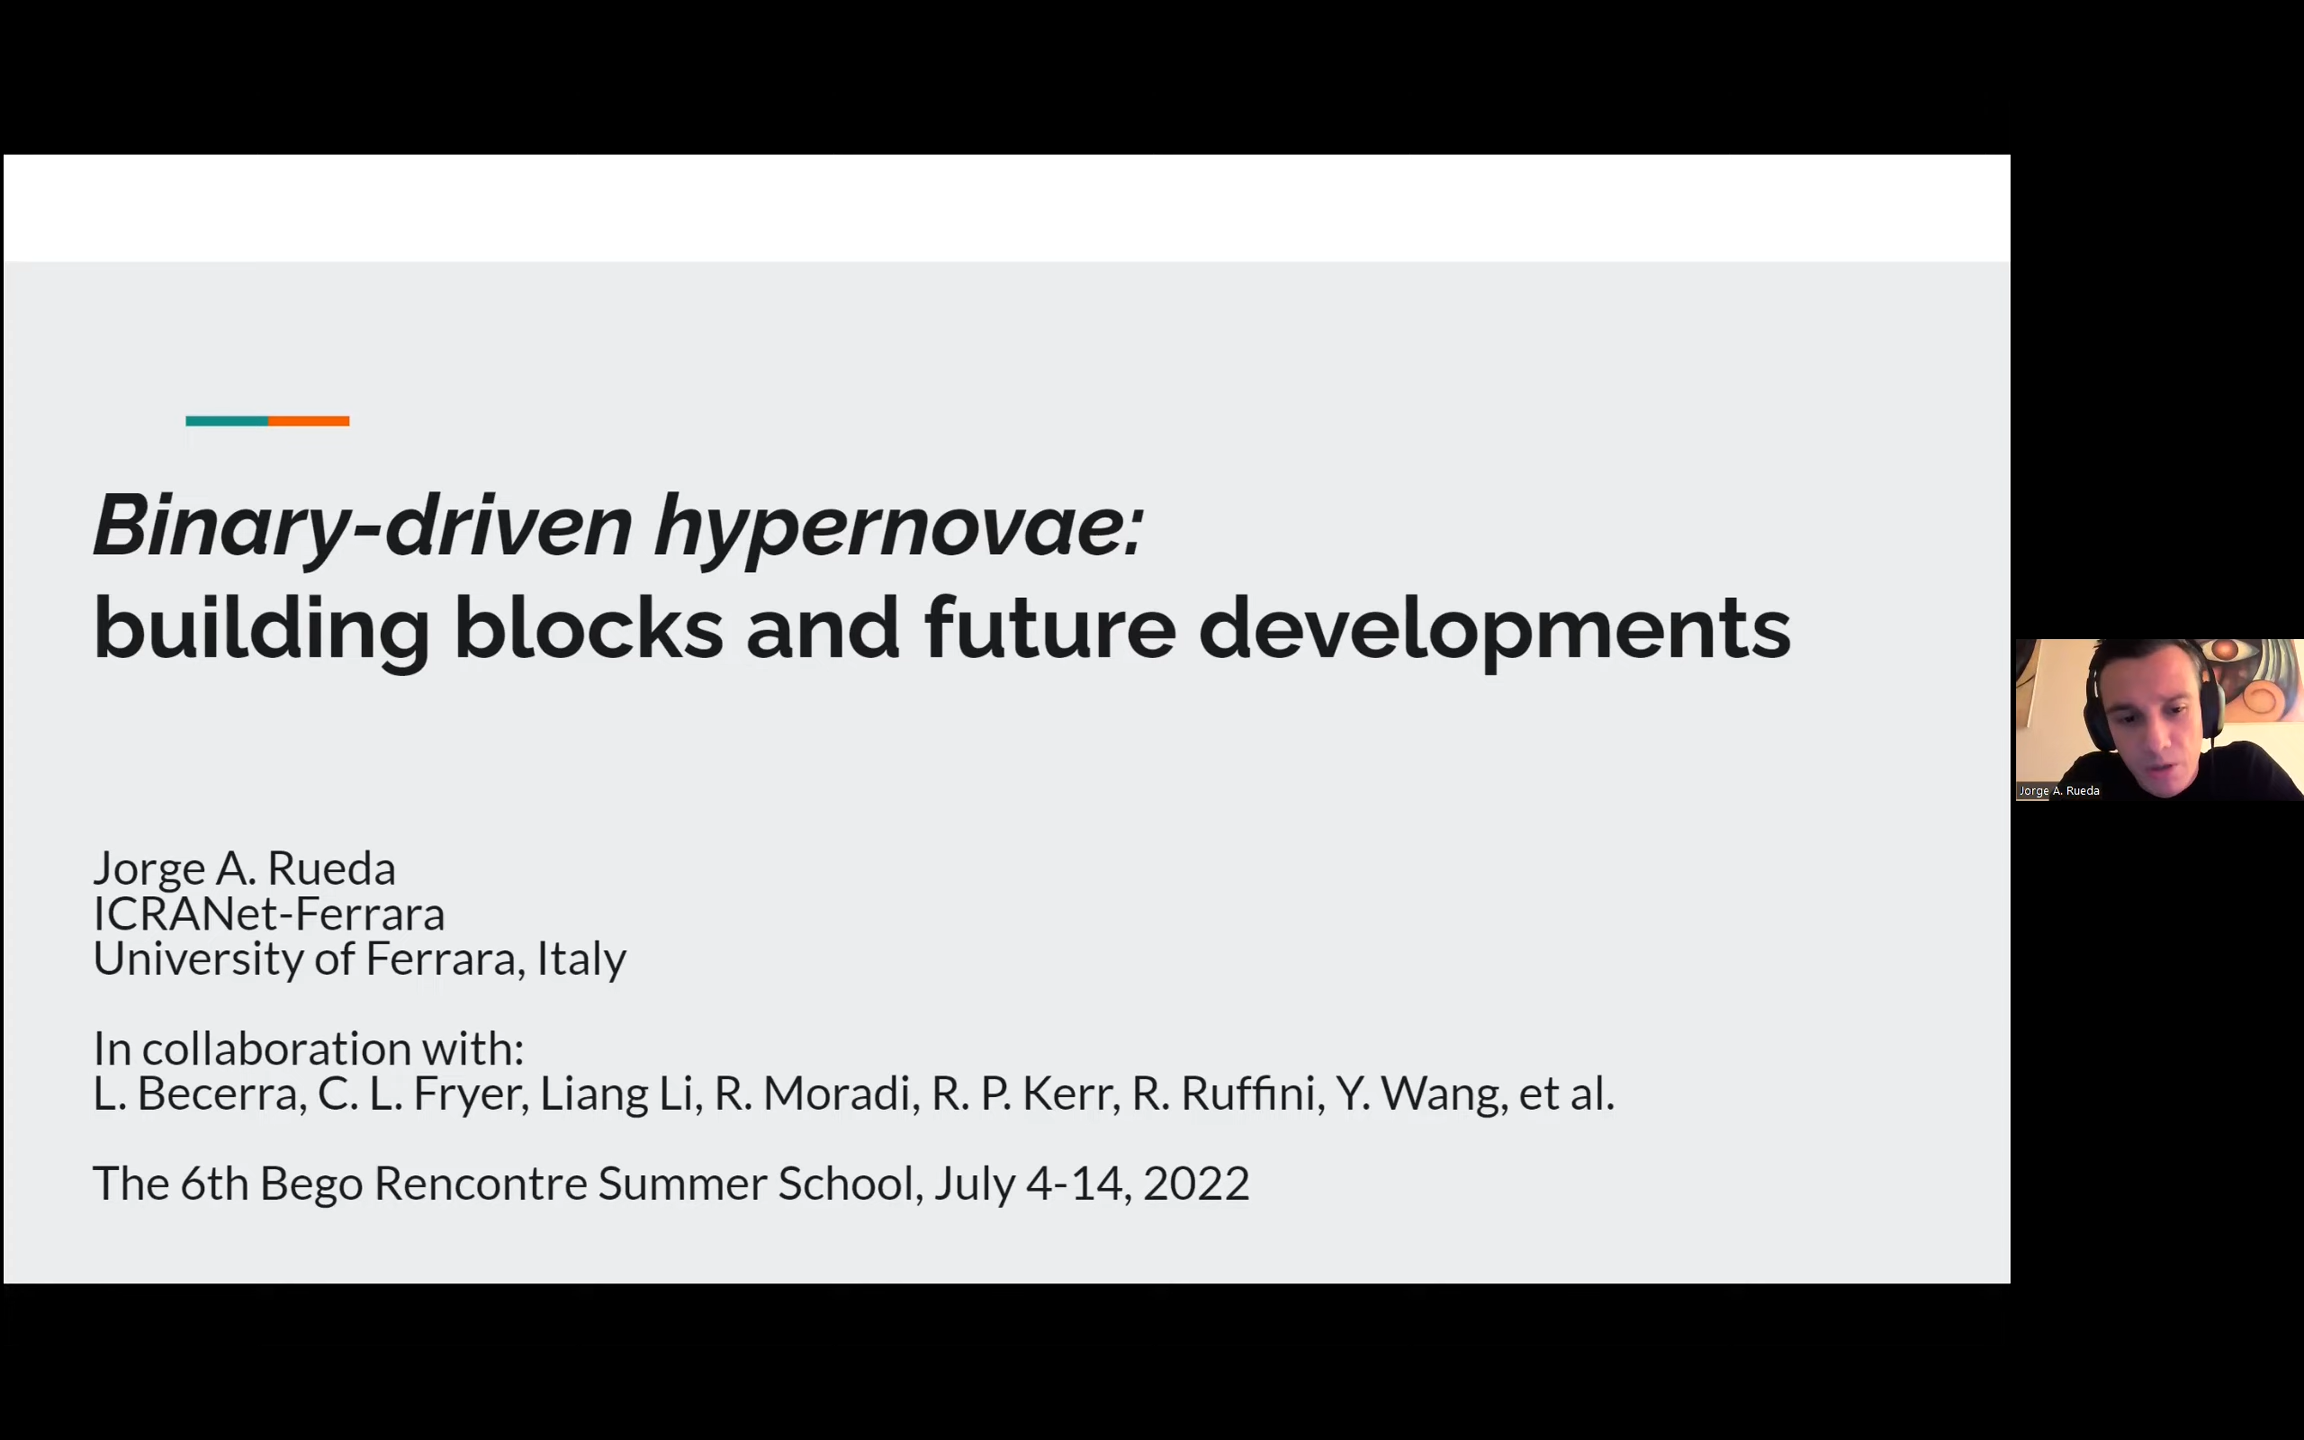 Binary-driven hypernovae:
building blocks and future developments
Jorge A. Rueda
ICRANet-Ferrara
University of Ferrara, Italy
In collaboration with:
L. Becerra, C. L. Fryer, Liang Li, R. Moradi, R. P. Kerr, R. Ruffini, Y. Wang, et al.
The 6th Bego Rencontre Summer School, July 4-14, 2022
Jorge A. Rueda